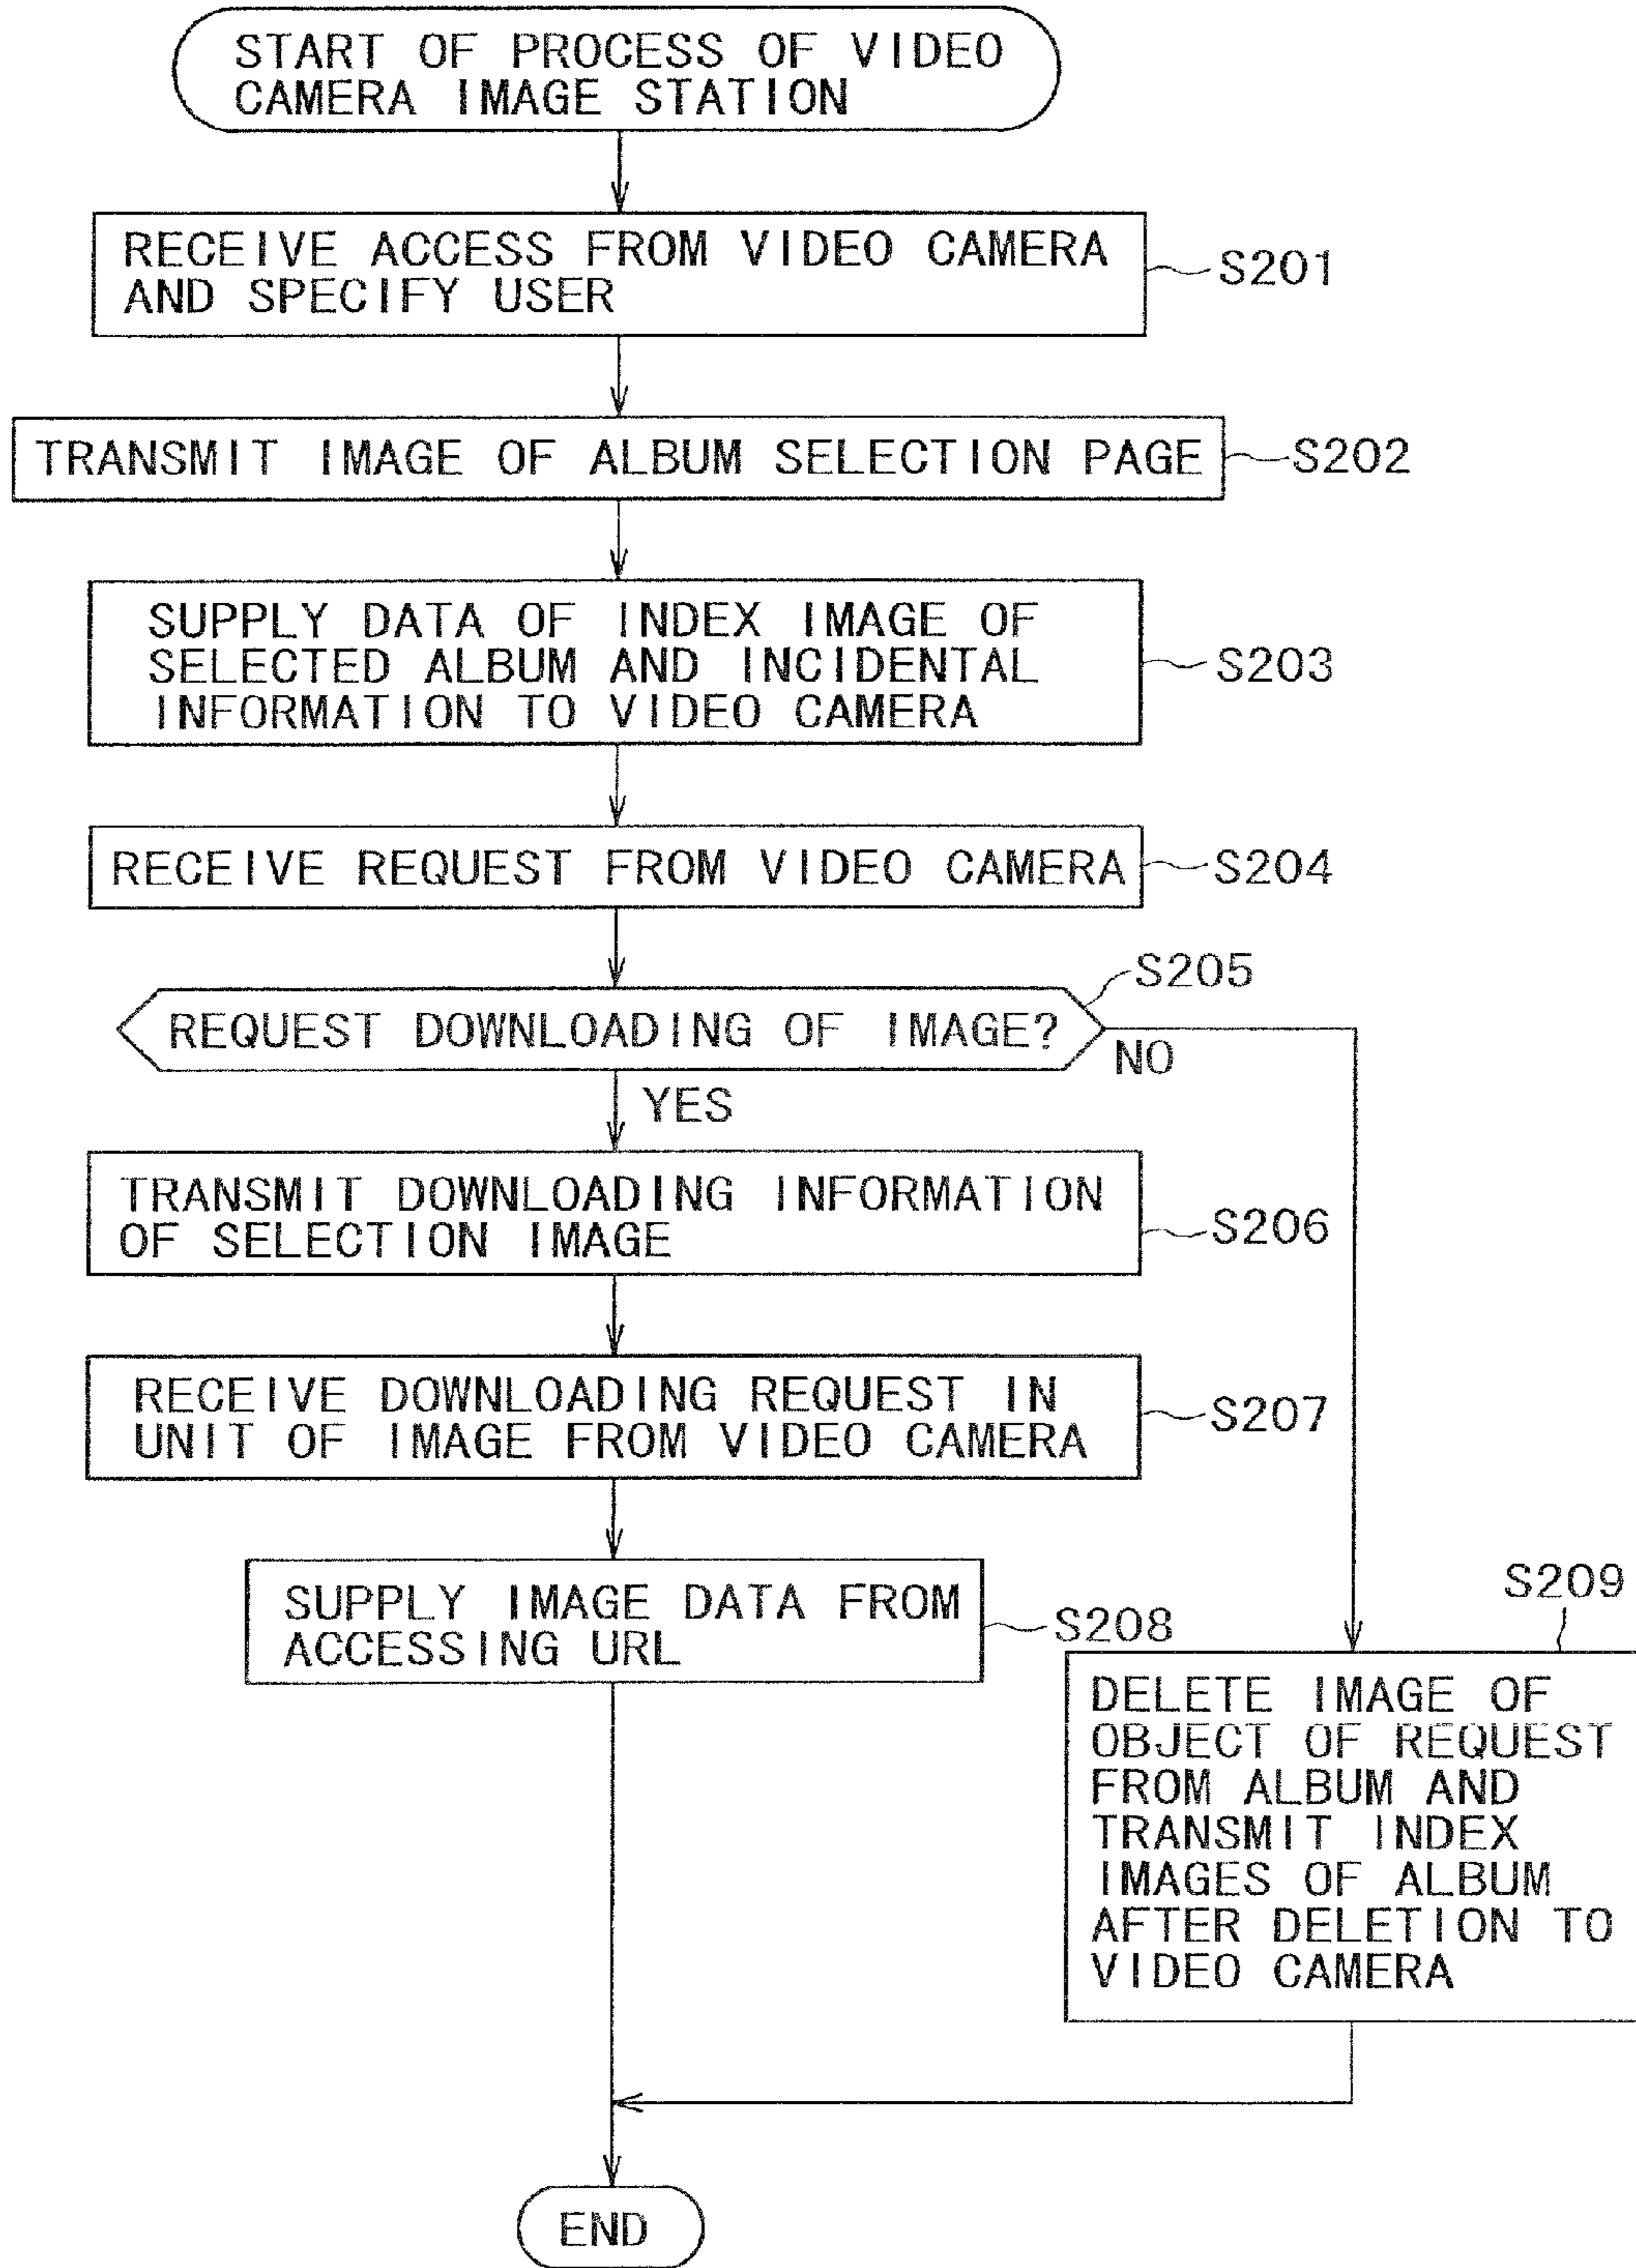 START OF PROCESS OF VIDEO
CAMERA IMAGE STATION
RECEIVE ACCESS FROM VIDEO CAMERA
AND SPECIFY USER
S201
TRANSMIT IMAGE OF ALBUM SELECTION PAGE
S202
SUPPLY DATA OF INDEX IMAGE OF
SELECTED ALBUM AND INCIDENTAL
INFORMATION TO VIDEO CAMERA
S203
RECEIVE REQUEST FROM VIDEO CAMERA
S204
S205
REQUEST DOWNLOADING OF IMAGE?
NO
YES
TRANSMIT DOWNLOADING INFORMATION
OF SELECTION IMAGE
S206
RECEIVE DOWNLOADING REQUEST IN
UNIT OF IMAGE FROM VIDEO CAMERA
S207
SUPPLY IMAGE DATA FROM
ACCESSING URL
S208
S209
DELETE IMAGE OF
OBJECT OF REQUEST
FROM ALBUM AND
TRANSMIT INDEX
IMAGES OF ALBUM
AFTER DELETION TO
VIDEO CAMERA
END